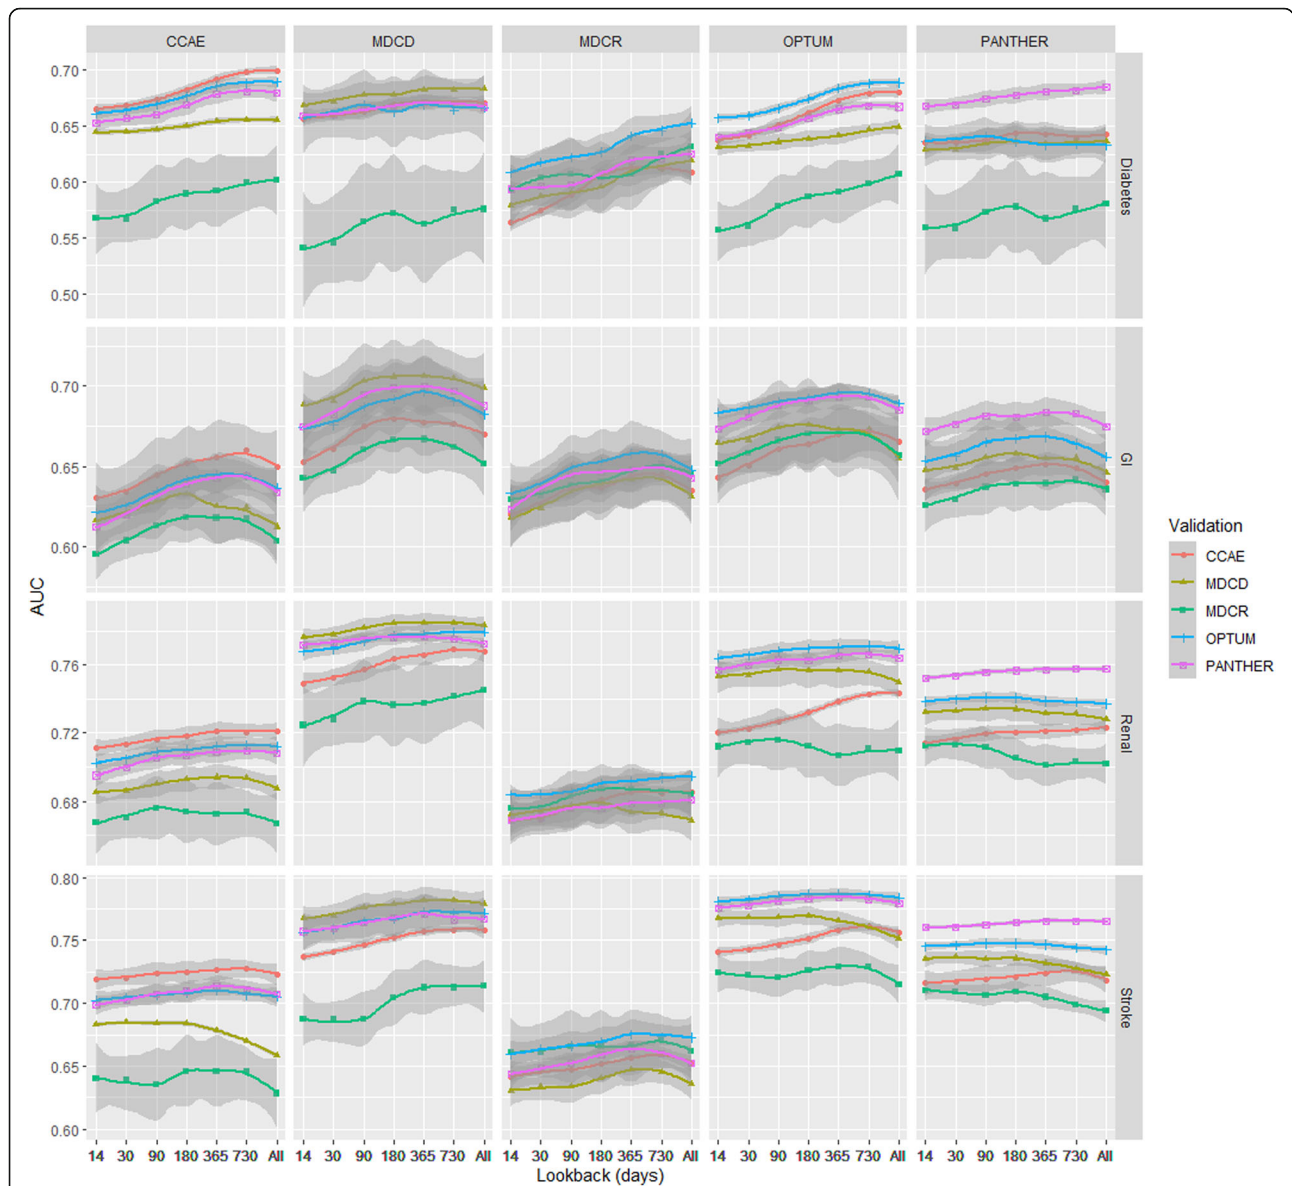 CCAE MDCD MDCR OPTUM PANTHER
0.70
0.65
0.60
0.55
0.50
Diabetes
0.70
0.65
0.60
GI
AUC
0.76
0.72
0.68
Renal
0.80
0.75
0.70
0.65
0.60
Stroke
14 30 90 180 365 730 All 14 30 90 180 365 730 All 14 30 90 180 365 730 All 14 30 90 180 365 730 All 14 30 90 180 365 730 All
Lookback (days)
Validation
CCAE
MDCD
MDCR
OPTUM
PANTHER